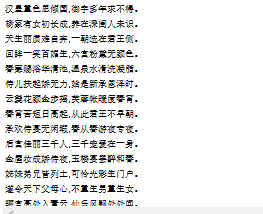 汉皇重色思倾国,御宇多年求不得。
杨家有女初长成,养在深闺人未识。
天生丽质难自弃,一朝选在君王侧。
回眸一笑百媚生,六宫粉黛无颜色。
春寒赐浴华清池,温泉水滑洗凝脂。
侍儿扶起娇无力,始是新承恩泽时。
云鬓花颜金步摇,芙蓉帐暖度春宵。
春宵苦短日高起,从此君王不早朝。
承欢侍宴无闲暇,春从春游夜专夜。
后宫佳丽三千人,三千宠爱在一身。
金屋妆成娇侍夜,玉楼宴罢醉和春。
姊妹弟兄皆列土,可怜光彩生门户。
遂令天下父母心,不重生男重生女。
骊宫高处入青云,仙乐风飘处处闻。